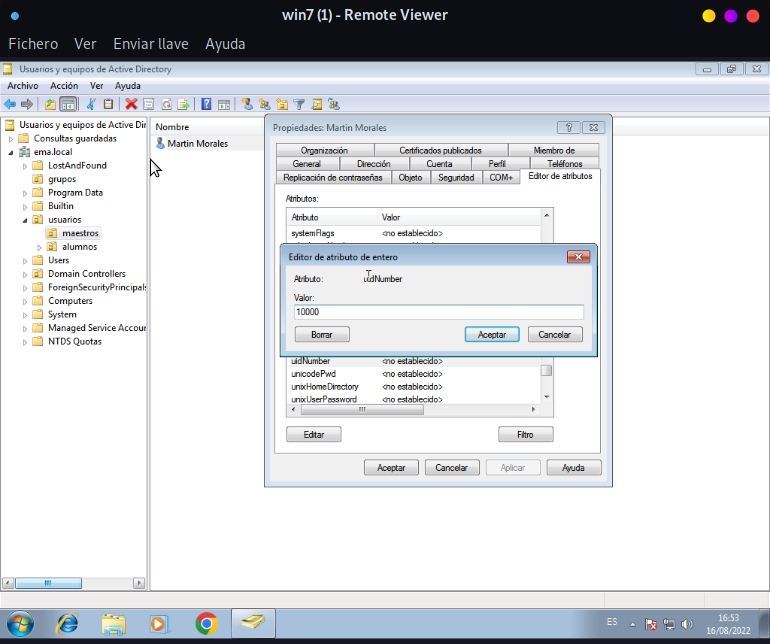 win7 (1) - Remote Viewer
Fichero Ver Enviar llave Ayuda
Usuarios y equipos de Active Directory
Archivo Acción Ver Ayuda
Usuarios y equipos de Active Dir
Consultas guardadas
ema.local
LostAndFound
grupos
Program Data
Builtin
usuarios
maestros
alumnos
Users
Domain Controllers
ForeignSecurityPrincipals
Computers
System
Managed Service Accour
NTDS Quotas
Nombre
Martin Morales
Propiedades: Martin Morales
Organización Certificados publicados Miembro de
General Dirección Cuenta Perfil Teléfonos
Replicación de contraseñas Objeto Seguridad COM+ Editor de atributos
Atributos:
Atributo Valor
systemFlags <no establecido>
Editor de atributo de entero
Atributo: uidNumber
Valor:
10000
Borrar Aceptar Cancelar
uidNumber <no establecido>
unicodePwd <no establecido>
unixHomeDirectory <no establecido>
unixUserPassword <no establecido>
Editar Filtro
Aceptar Cancelar Aplicar Ayuda
ES
16:53
16/08/2022